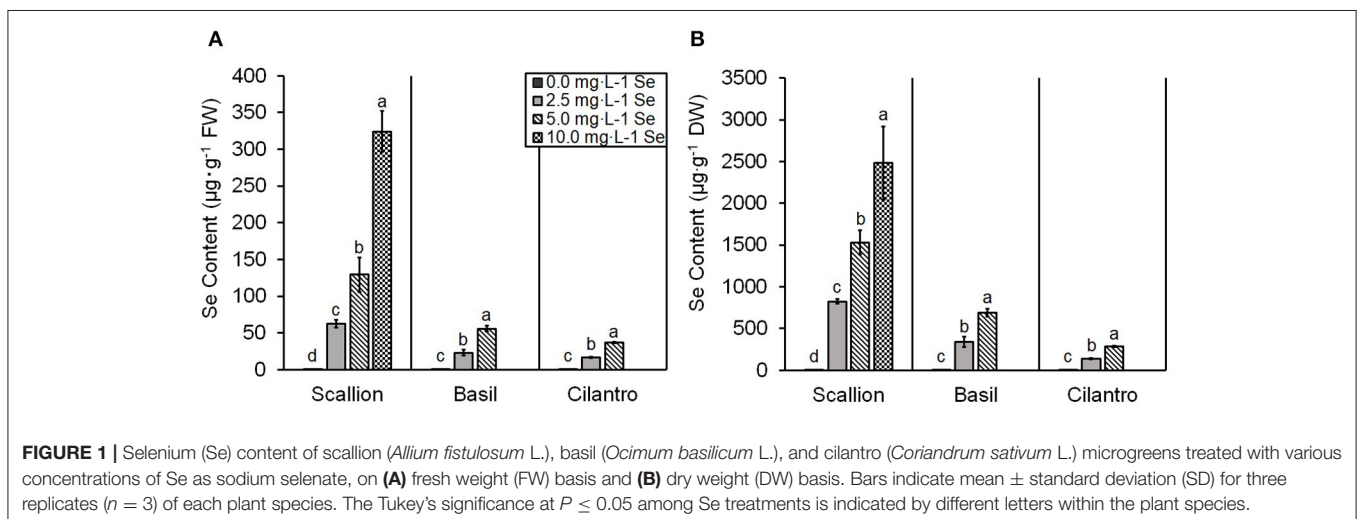 A
Se Content (µg·g⁻¹ FW)
400
350
300
250
200
150
100
50
0
0.0 mg·L-1 Se
2.5 mg·L-1 Se
5.0 mg·L-1 Se
10.0 mg·L-1 Se
d
c
b
a
c
b
a
c
b
a
Scallion
Basil
Cilantro
B
Se Content (µg·g⁻¹ DW)
3500
3000
2500
2000
1500
1000
500
0
d
c
b
a
c
b
a
c
b
a
Scallion
Basil
Cilantro
FIGURE 1 | Selenium (Se) content of scallion (Allium fistulosum L.), basil (Ocimum basilicum L.), and cilantro (Coriandrum sativum L.) microgreens treated with various
concentrations of Se as sodium selenate, on (A) fresh weight (FW) basis and (B) dry weight (DW) basis. Bars indicate mean ± standard deviation (SD) for three
replicates (n = 3) of each plant species. The Tukey's significance at P ≤ 0.05 among Se treatments is indicated by different letters within the plant species.